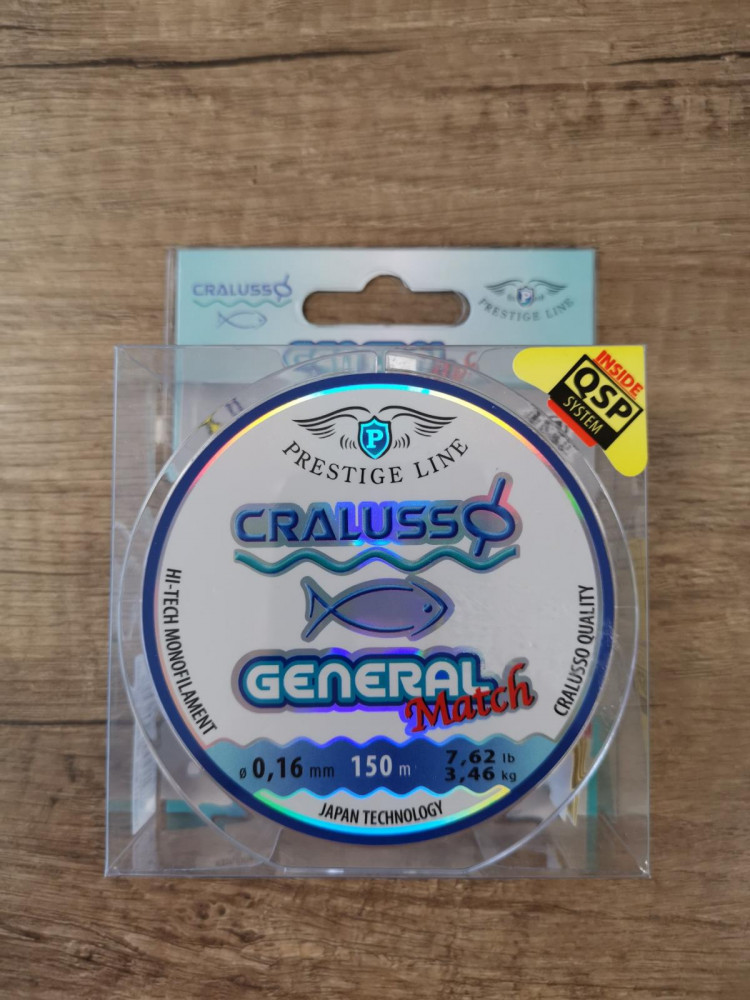 CRALUSSO
PRESTIGE LINE
GENERAL
INSIDE
QSP
SYSTEM
P
PRESTIGE LINE
CRALUSSO
HI-TECH MONOFILAMENT
CRALUSSO QUALITY
GENERAL
Match
ø 0,16 mm 150 m 7,62 lb
3,46 kg
JAPAN TECHNOLOGY